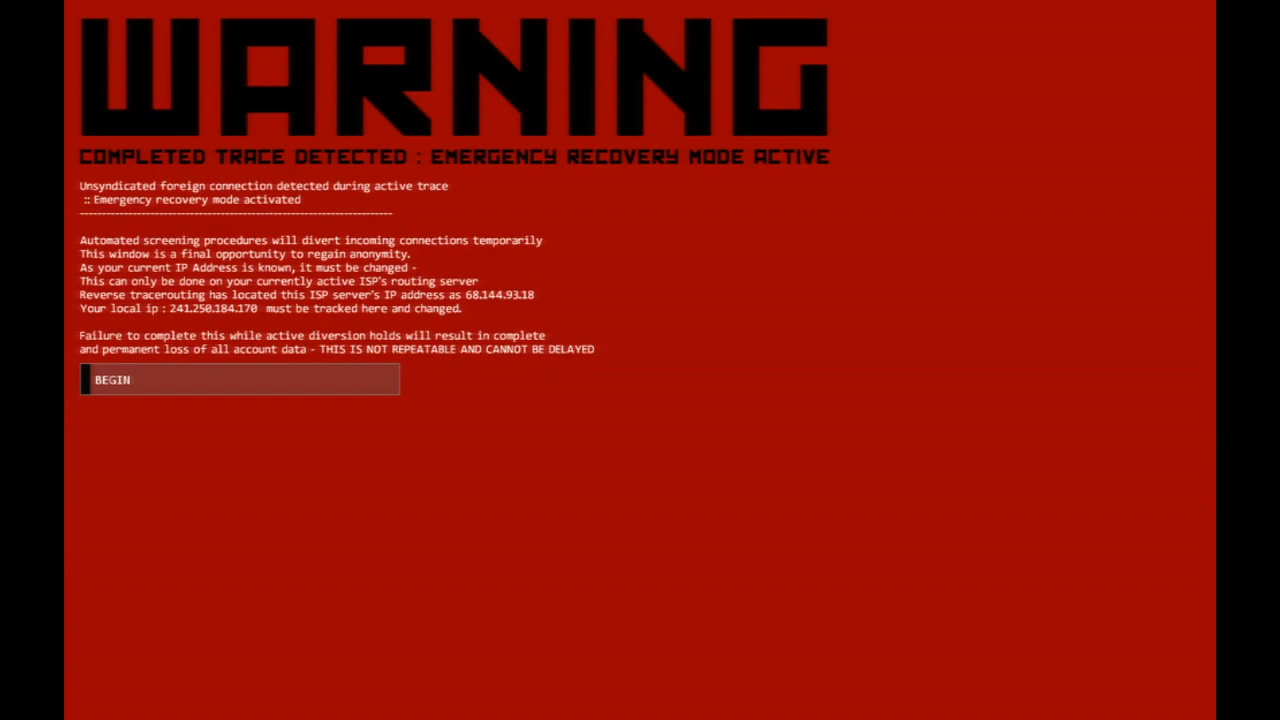 WARNING
COMPLETED TRACE DETECTED : EMERGENCY RECOVERY MODE ACTIVE
Unsyndicated foreign connection detected during active trace
:: Emergency recovery mode activated
-----------------------------------------------------------------------
Automated screening procedures will divert incoming connections temporarily
This window is a final opportunity to regain anonymity.
As your current IP Address is known, it must be changed -
This can only be done on your currently active ISP's routing server
Reverse tracerouting has located this ISP server's IP address as 68.144.93.18
Your local ip : 241.250.184.170  must be tracked here and changed.
Failure to complete this while active diversion holds will result in complete
and permanent loss of all account data - THIS IS NOT REPEATABLE AND CANNOT BE DELAYED
BEGIN